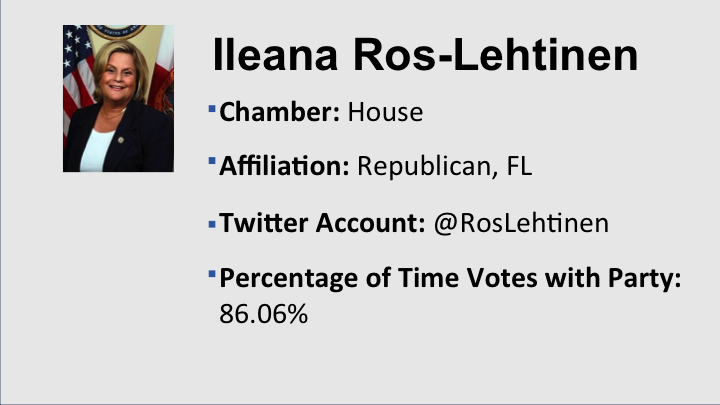 Ileana Ros-Lehtinen
Chamber: House
Affiliation: Republican, FL
Twitter Account: @RosLehtinen
Percentage of Time Votes with Party:
86.06%